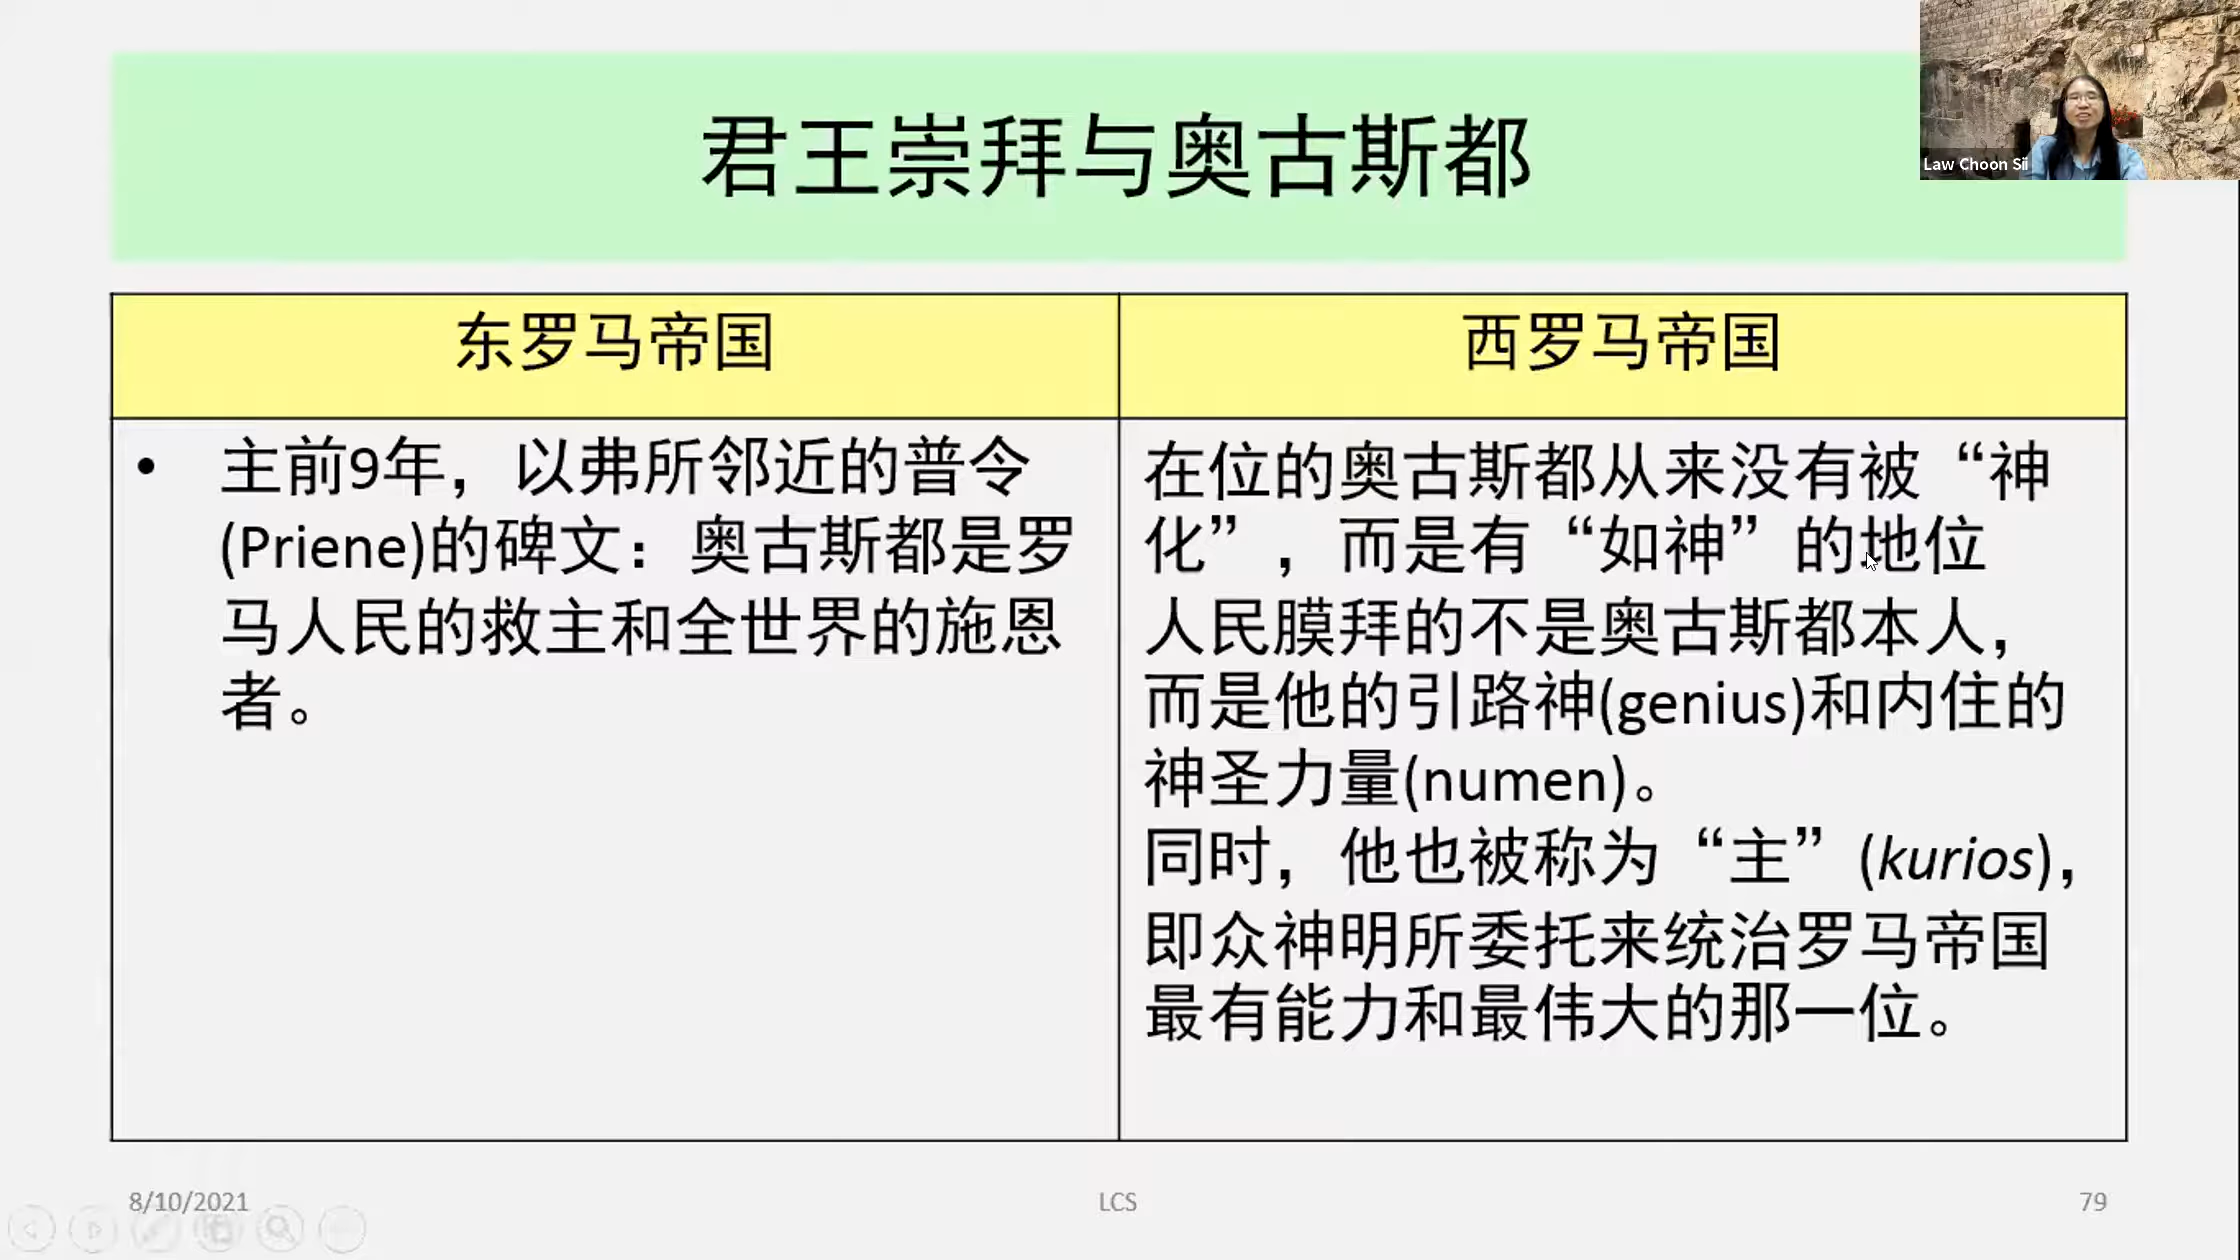 君王崇拜与奥古斯都
Law Choon Sii
东罗马帝国
西罗马帝国
• 主前9年，以弗所邻近的普令
(Priene)的碑文：奥古斯都是罗
马人民的救主和全世界的施恩
者。
在位的奥古斯都从来没有被“神
化”，而是有“如神”的地位
人民膜拜的不是奥古斯都本人，
而是他的引路神(genius)和内住的
神圣力量(numen)。
同时，他也被称为“主”(kurios)，
即众神明所委托来统治罗马帝国
最有能力和最伟大的那一位。
8/10/2021
LCS
79